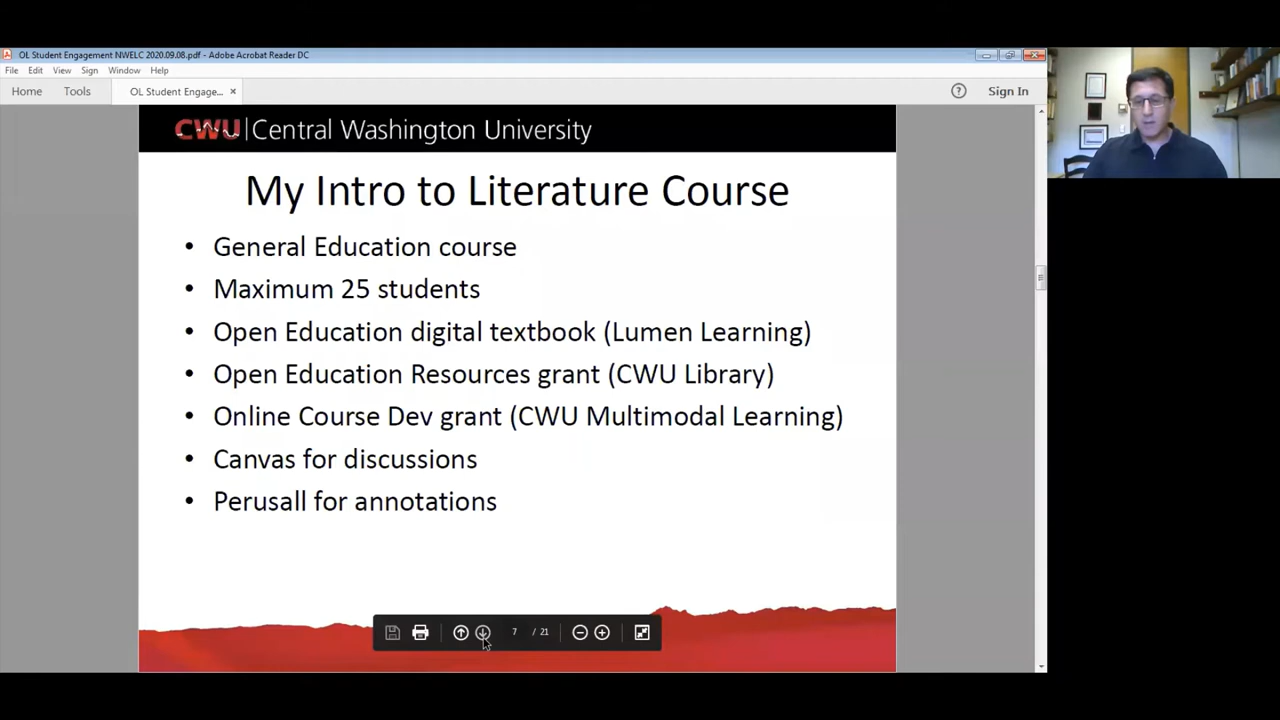 OL Student Engagement NWELC 2020.09.08.pdf - Adobe Acrobat Reader DC
File Edit View Sign Window Help
Home Tools OL Student Engage... × ? Sign In
CWU | Central Washington University
My Intro to Literature Course
• General Education course
• Maximum 25 students
• Open Education digital textbook (Lumen Learning)
• Open Education Resources grant (CWU Library)
• Online Course Dev grant (CWU Multimodal Learning)
• Canvas for discussions
• Perusall for annotations
7 / 21